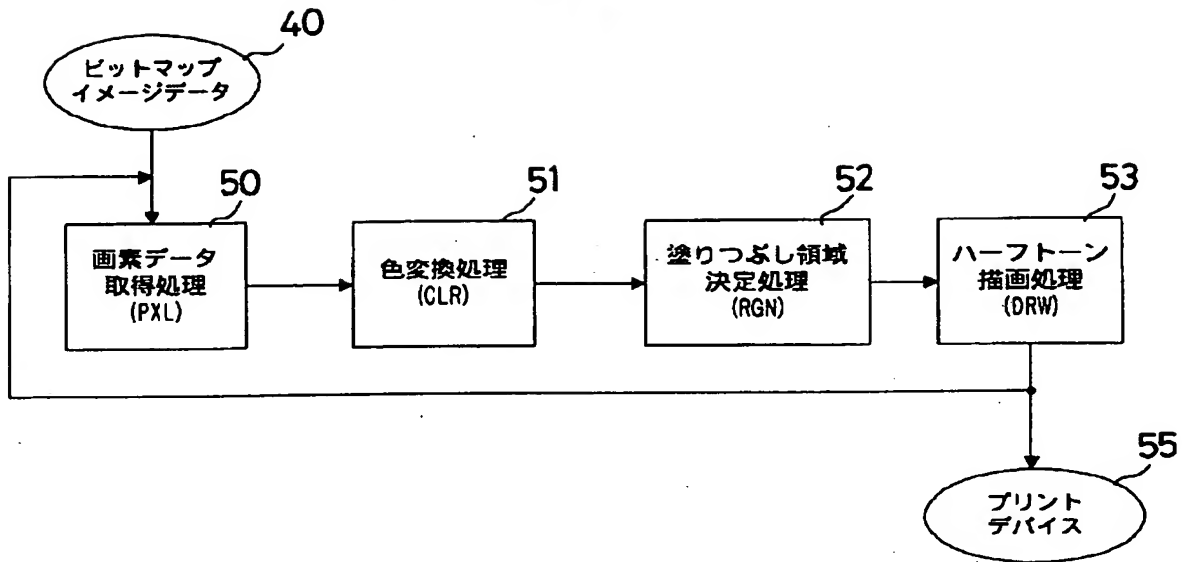 40
ビットマップ
イメージデータ
50
画素データ
取得処理
(PXL)
51
色変換処理
(CLR)
52
塗りつぶし領域
決定処理
(RGN)
53
ハーフトーン
描画処理
(DRW)
55
プリント
デバイス